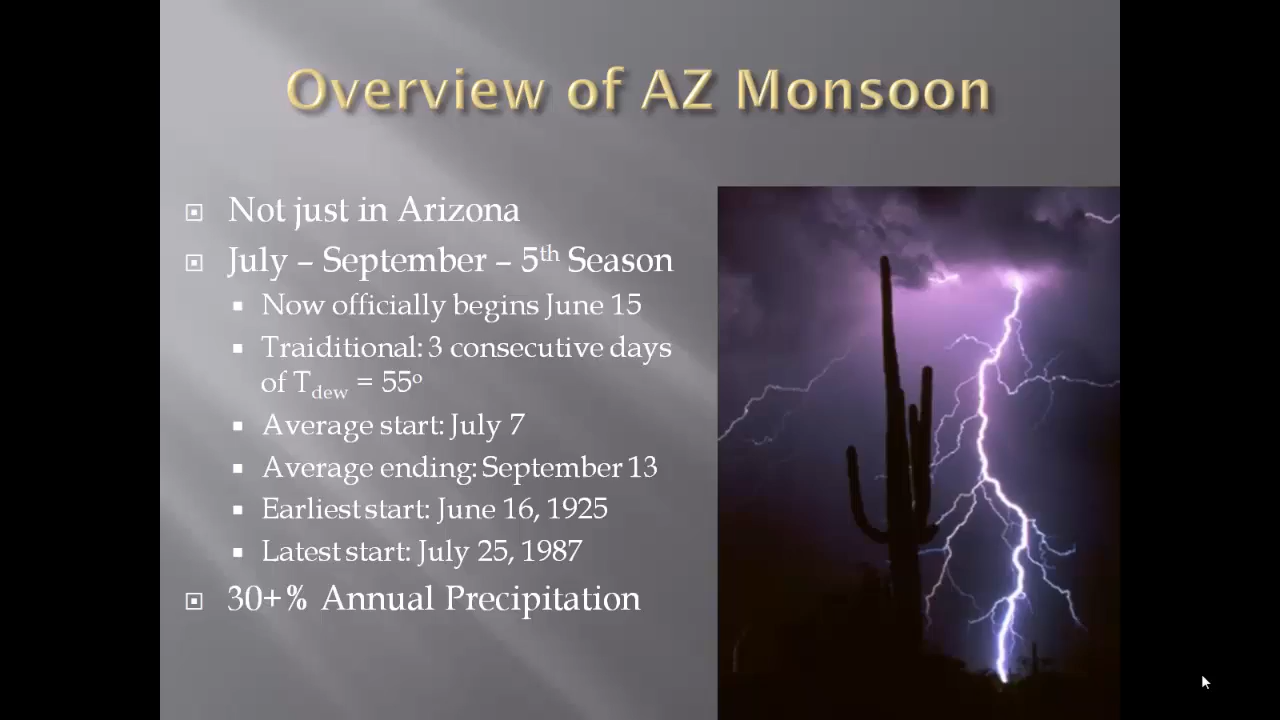 Overview of AZ Monsoon
Not just in Arizona
July – September – 5th Season
Now officially begins June 15
Traiditional: 3 consecutive days
of Tdew = 55o
Average start: July 7
Average ending: September 13
Earliest start: June 16, 1925
Latest start: July 25, 1987
30+% Annual Precipitation